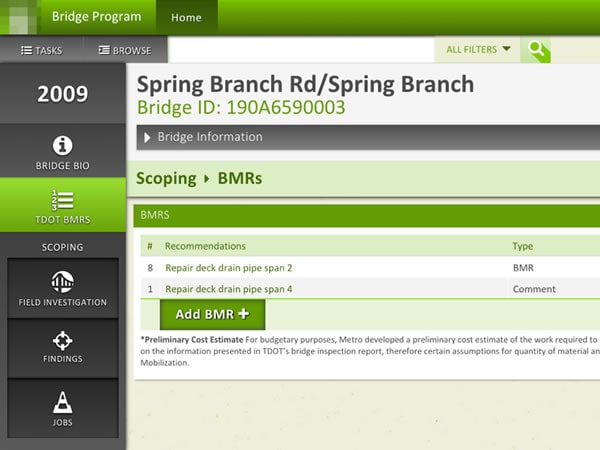 Bridge Program
Home
TASKS
BROWSE
ALL FILTERS
2009
Spring Branch Rd/Spring Branch
Bridge ID: 190A6590003
Bridge Information
BRIDGE BIO
Scoping BMRs
1
2
3
TDOT BMRS
BMRS
SCOPING
# Recommendations Type
8 Repair deck drain pipe span 2 BMR
1 Repair deck drain pipe span 4 Comment
FIELD INVESTIGATION
Add BMR +
*Preliminary Cost Estimate For budgetary purposes, Metro developed a preliminary cost estimate of the work required to
on the information presented in TDOT's bridge inspection report, therefore certain assumptions for quantity of material an
Mobilization.
FINDINGS
JOBS